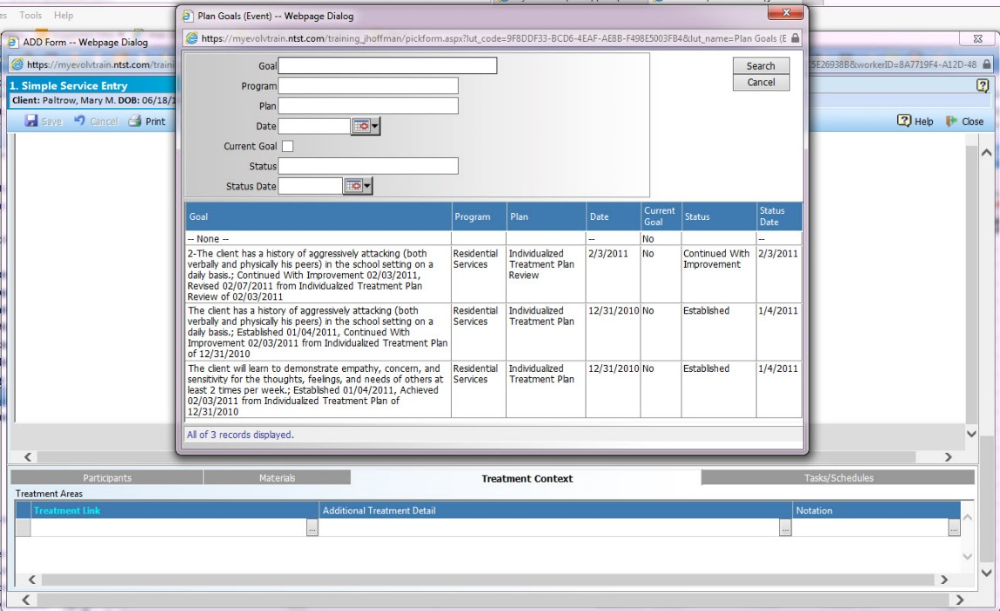 es Tools Help
ADD Form -- Webpage Dialog
https://myevolvtrain.ntst.com/traini
5E26938B&workerID=8A7719F4-A12D-48
1. Simple Service Entry
Client: Paltrow, Mary M. DOB: 06/18/1
Save Cancel Print
Help Close
Plan Goals (Event) -- Webpage Dialog
https://myevolvtrain.ntst.com/training_jhoffman/pickform.aspx?lut_code=9F8DDF33-BCD6-4EAF-AEBB-F498E5003FB4&lut_name=Plan Goals (E
Goal
Program
Plan
Date
Current Goal
Status
Status Date
Search
Cancel
Goal Program Plan Date Current Goal Status Status Date
-- None -- -- No --
2-The client has a history of aggressively attacking (both
verbally and physically his peers) in the school setting on a
daily basis.; Continued With Improvement 02/03/2011,
Revised 02/07/2011 from Individualized Treatment Plan
Review of 02/03/2011
Residential
Services
Individualized
Treatment Plan
Review
2/3/2011
No
Continued With
Improvement
2/3/2011
The client has a history of aggressively attacking (both
verbally and physically his peers) in the school setting on a
daily basis.; Established 01/04/2011, Continued With
Improvement 02/03/2011 from Individualized Treatment Plan
of 12/31/2010
Residential
Services
Individualized
Treatment Plan
12/31/2010
No
Established
1/4/2011
The client will learn to demonstrate empathy, concern, and
sensitivity for the thoughts, feelings, and needs of others at
least 2 times per week.; Established 01/04/2011, Achieved
02/03/2011 from Individualized Treatment Plan of
12/31/2010
Residential
Services
Individualized
Treatment Plan
12/31/2010
No
Established
1/4/2011
All of 3 records displayed.
Participants Materials Treatment Context Tasks/Schedules
Treatment Areas
Treatment Link Additional Treatment Detail Notation
... ... ...